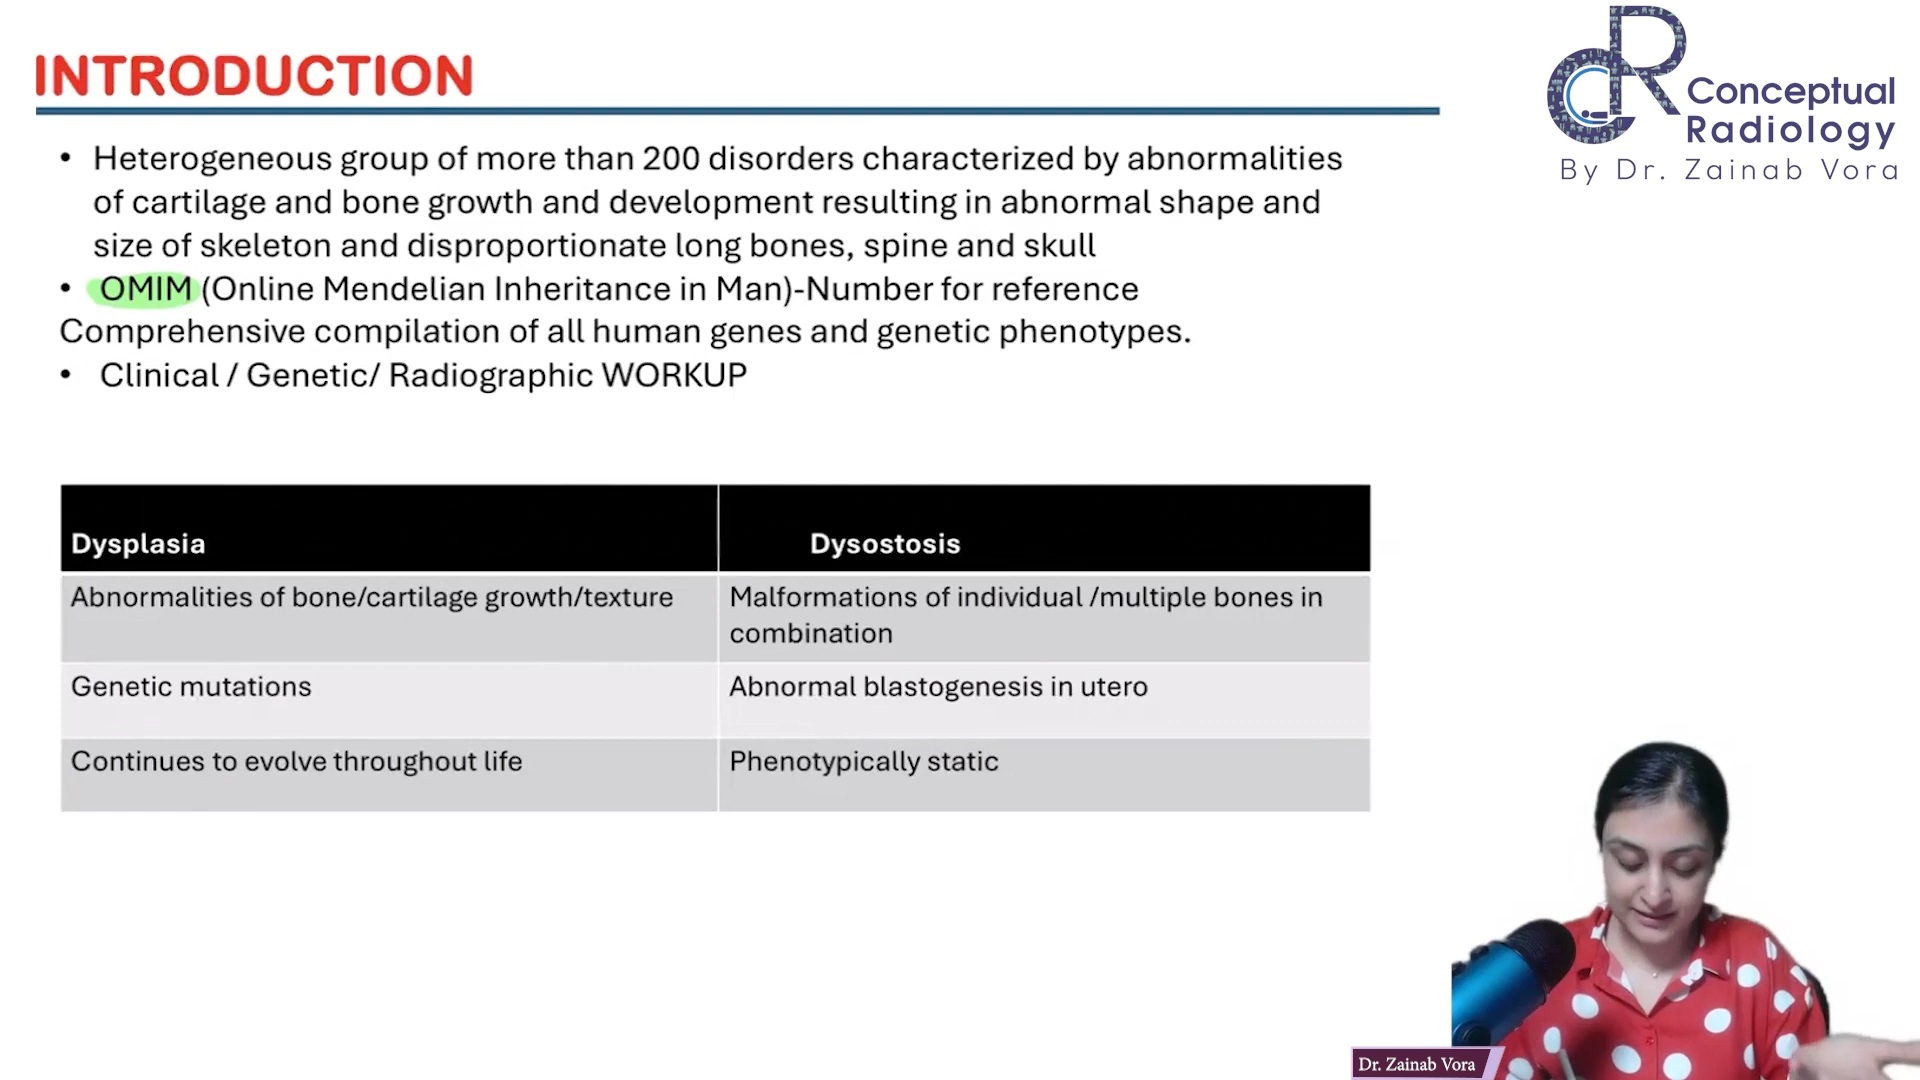 INTRODUCTION
CR Conceptual
Radiology
By Dr. Zainab Vora
• Heterogeneous group of more than 200 disorders characterized by abnormalities
of cartilage and bone growth and development resulting in abnormal shape and
size of skeleton and disproportionate long bones, spine and skull
• OMIM (Online Mendelian Inheritance in Man)-Number for reference
Comprehensive compilation of all human genes and genetic phenotypes.
• Clinical / Genetic/ Radiographic WORKUP
Dysplasia Dysostosis
Abnormalities of bone/cartilage growth/texture
Malformations of individual /multiple bones in
combination
Genetic mutations
Abnormal blastogenesis in utero
Continues to evolve throughout life
Phenotypically static
Dr. Zainab Vora